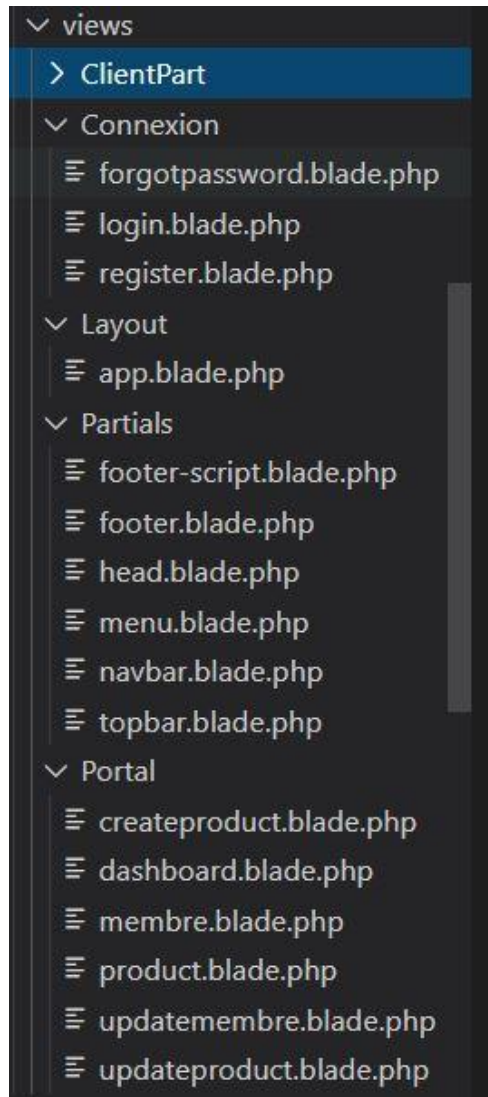 views
ClientPart
Connexion
forgotpassword.blade.php
login.blade.php
register.blade.php
Layout
app.blade.php
Partials
footer-script.blade.php
footer.blade.php
head.blade.php
menu.blade.php
navbar.blade.php
topbar.blade.php
Portal
createproduct.blade.php
dashboard.blade.php
membre.blade.php
product.blade.php
updatemembre.blade.php
updateproduct.blade.php